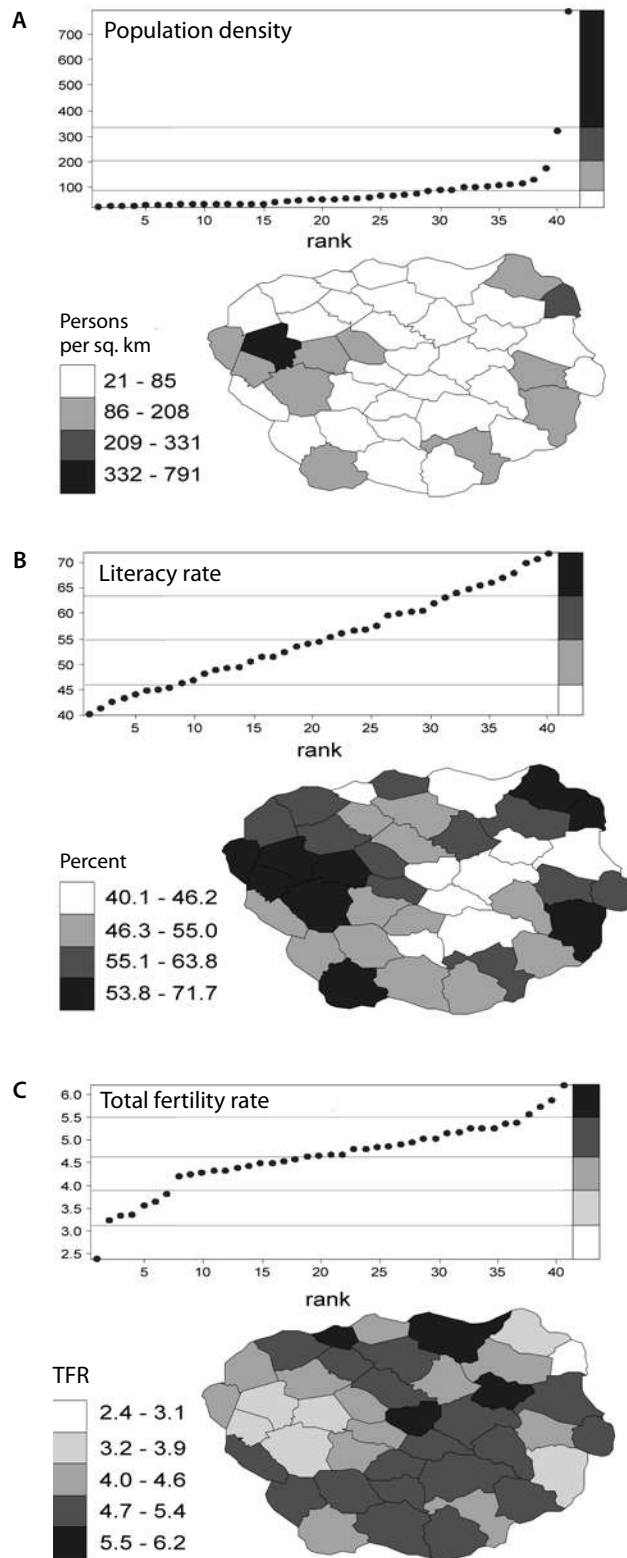 A
Population density
700
600
500
400
300
200
100
5 10 15 20 25 30 35 40
rank
Persons
per sq. km
21 - 85
86 - 208
209 - 331
332 - 791
B
Literacy rate
70
65
60
55
50
45
40
5 10 15 20 25 30 35 40
rank
Percent
40.1 - 46.2
46.3 - 55.0
55.1 - 63.8
53.8 - 71.7
C
Total fertility rate
6.0
5.5
5.0
4.5
4.0
3.5
3.0
2.5
5 10 15 20 25 30 35 40
rank
TFR
2.4 - 3.1
3.2 - 3.9
4.0 - 4.6
4.7 - 5.4
5.5 - 6.2